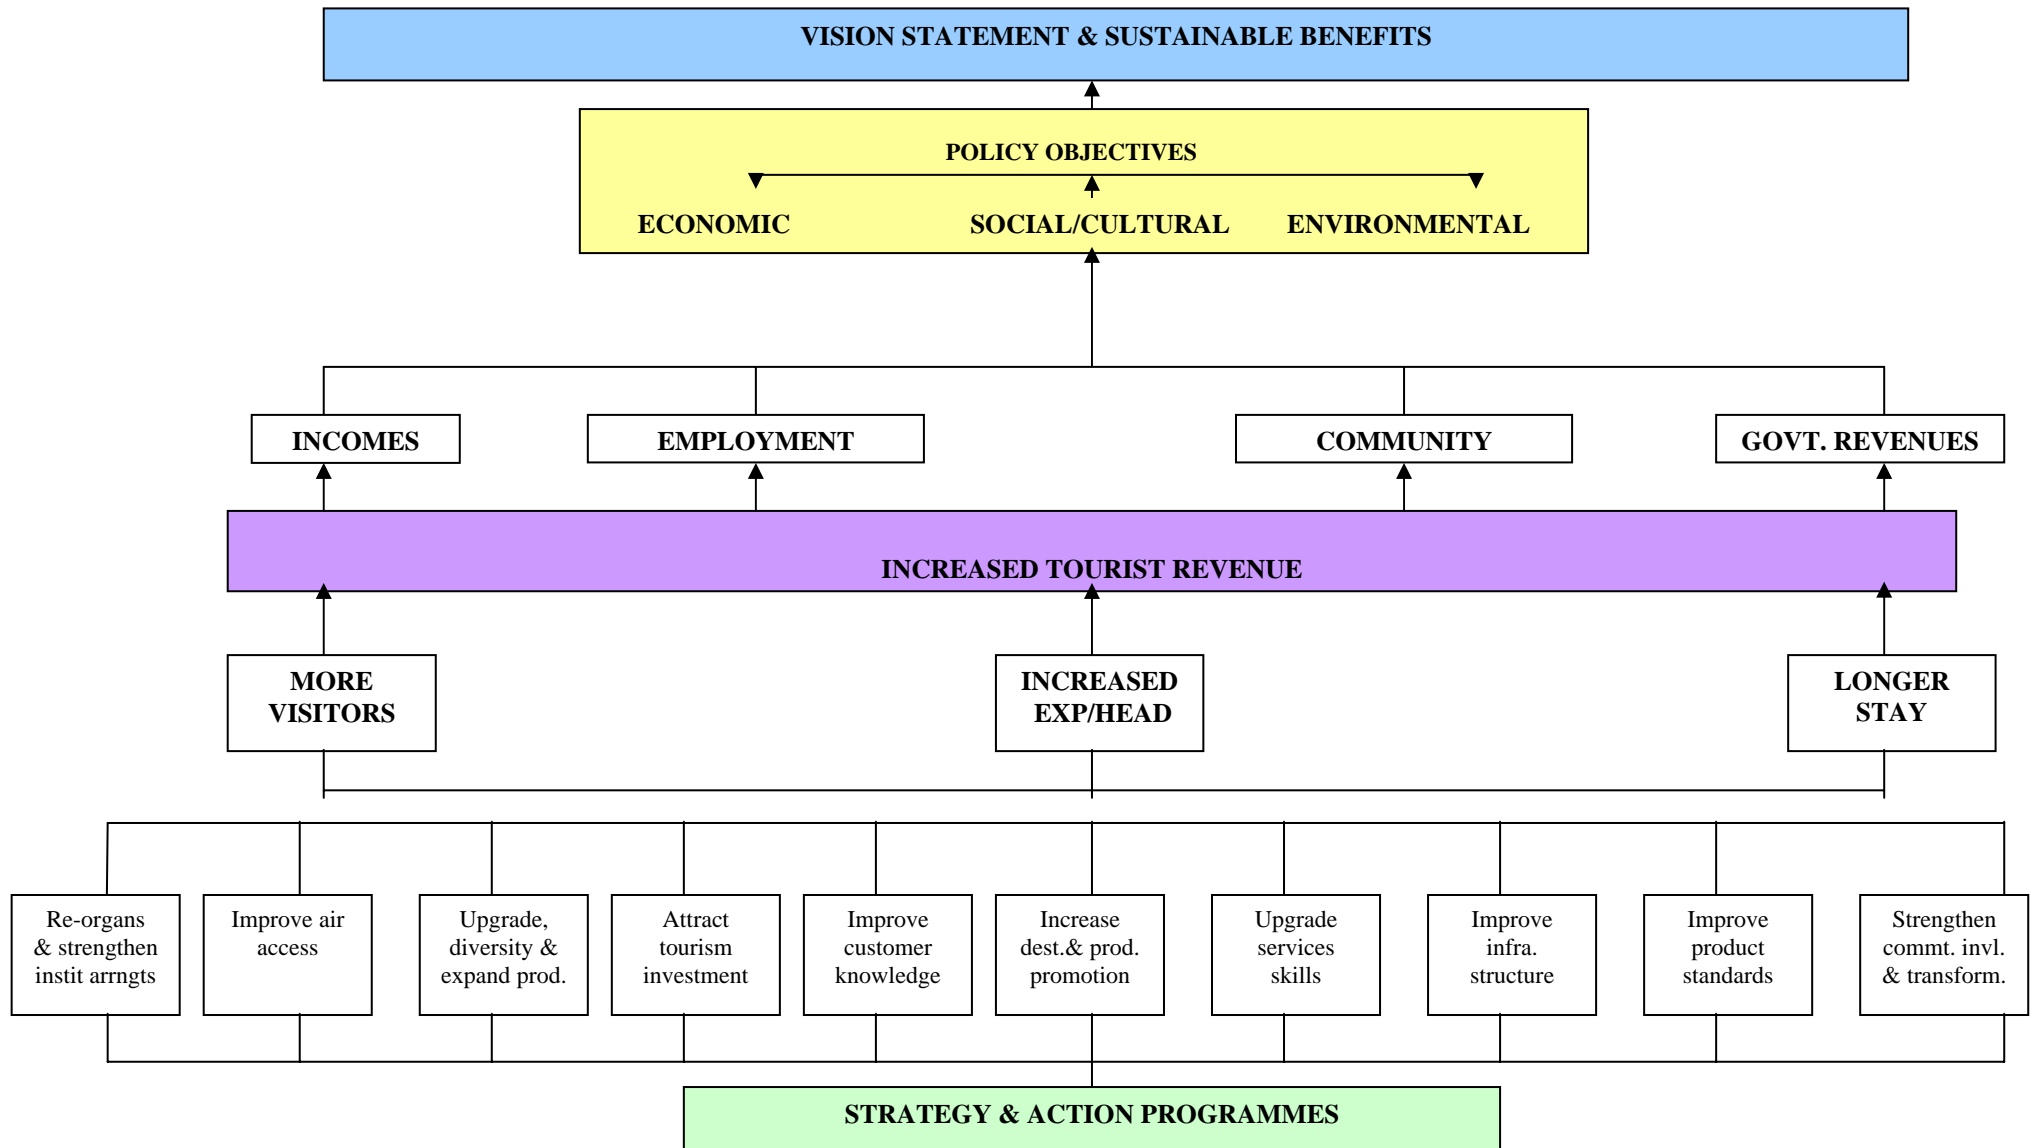 VISION STATEMENT & SUSTAINABLE BENEFITS
POLICY OBJECTIVES
ECONOMIC
SOCIAL/CULTURAL
ENVIRONMENTAL
INCOMES
EMPLOYMENT
COMMUNITY
GOVT. REVENUES
INCREASED TOURIST REVENUE
MORE
VISITORS
INCREASED
EXP/HEAD
LONGER
STAY
Re-organs
& strengthen
instit arrngts
Improve air
access
Upgrade,
diversity &
expand prod.
Attract
tourism
investment
Improve
customer
knowledge
Increase
dest.& prod.
promotion
Upgrade
services
skills
Improve
infra.
structure
Improve
product
standards
Strengthen
commt. invl.
& transform.
STRATEGY & ACTION PROGRAMMES